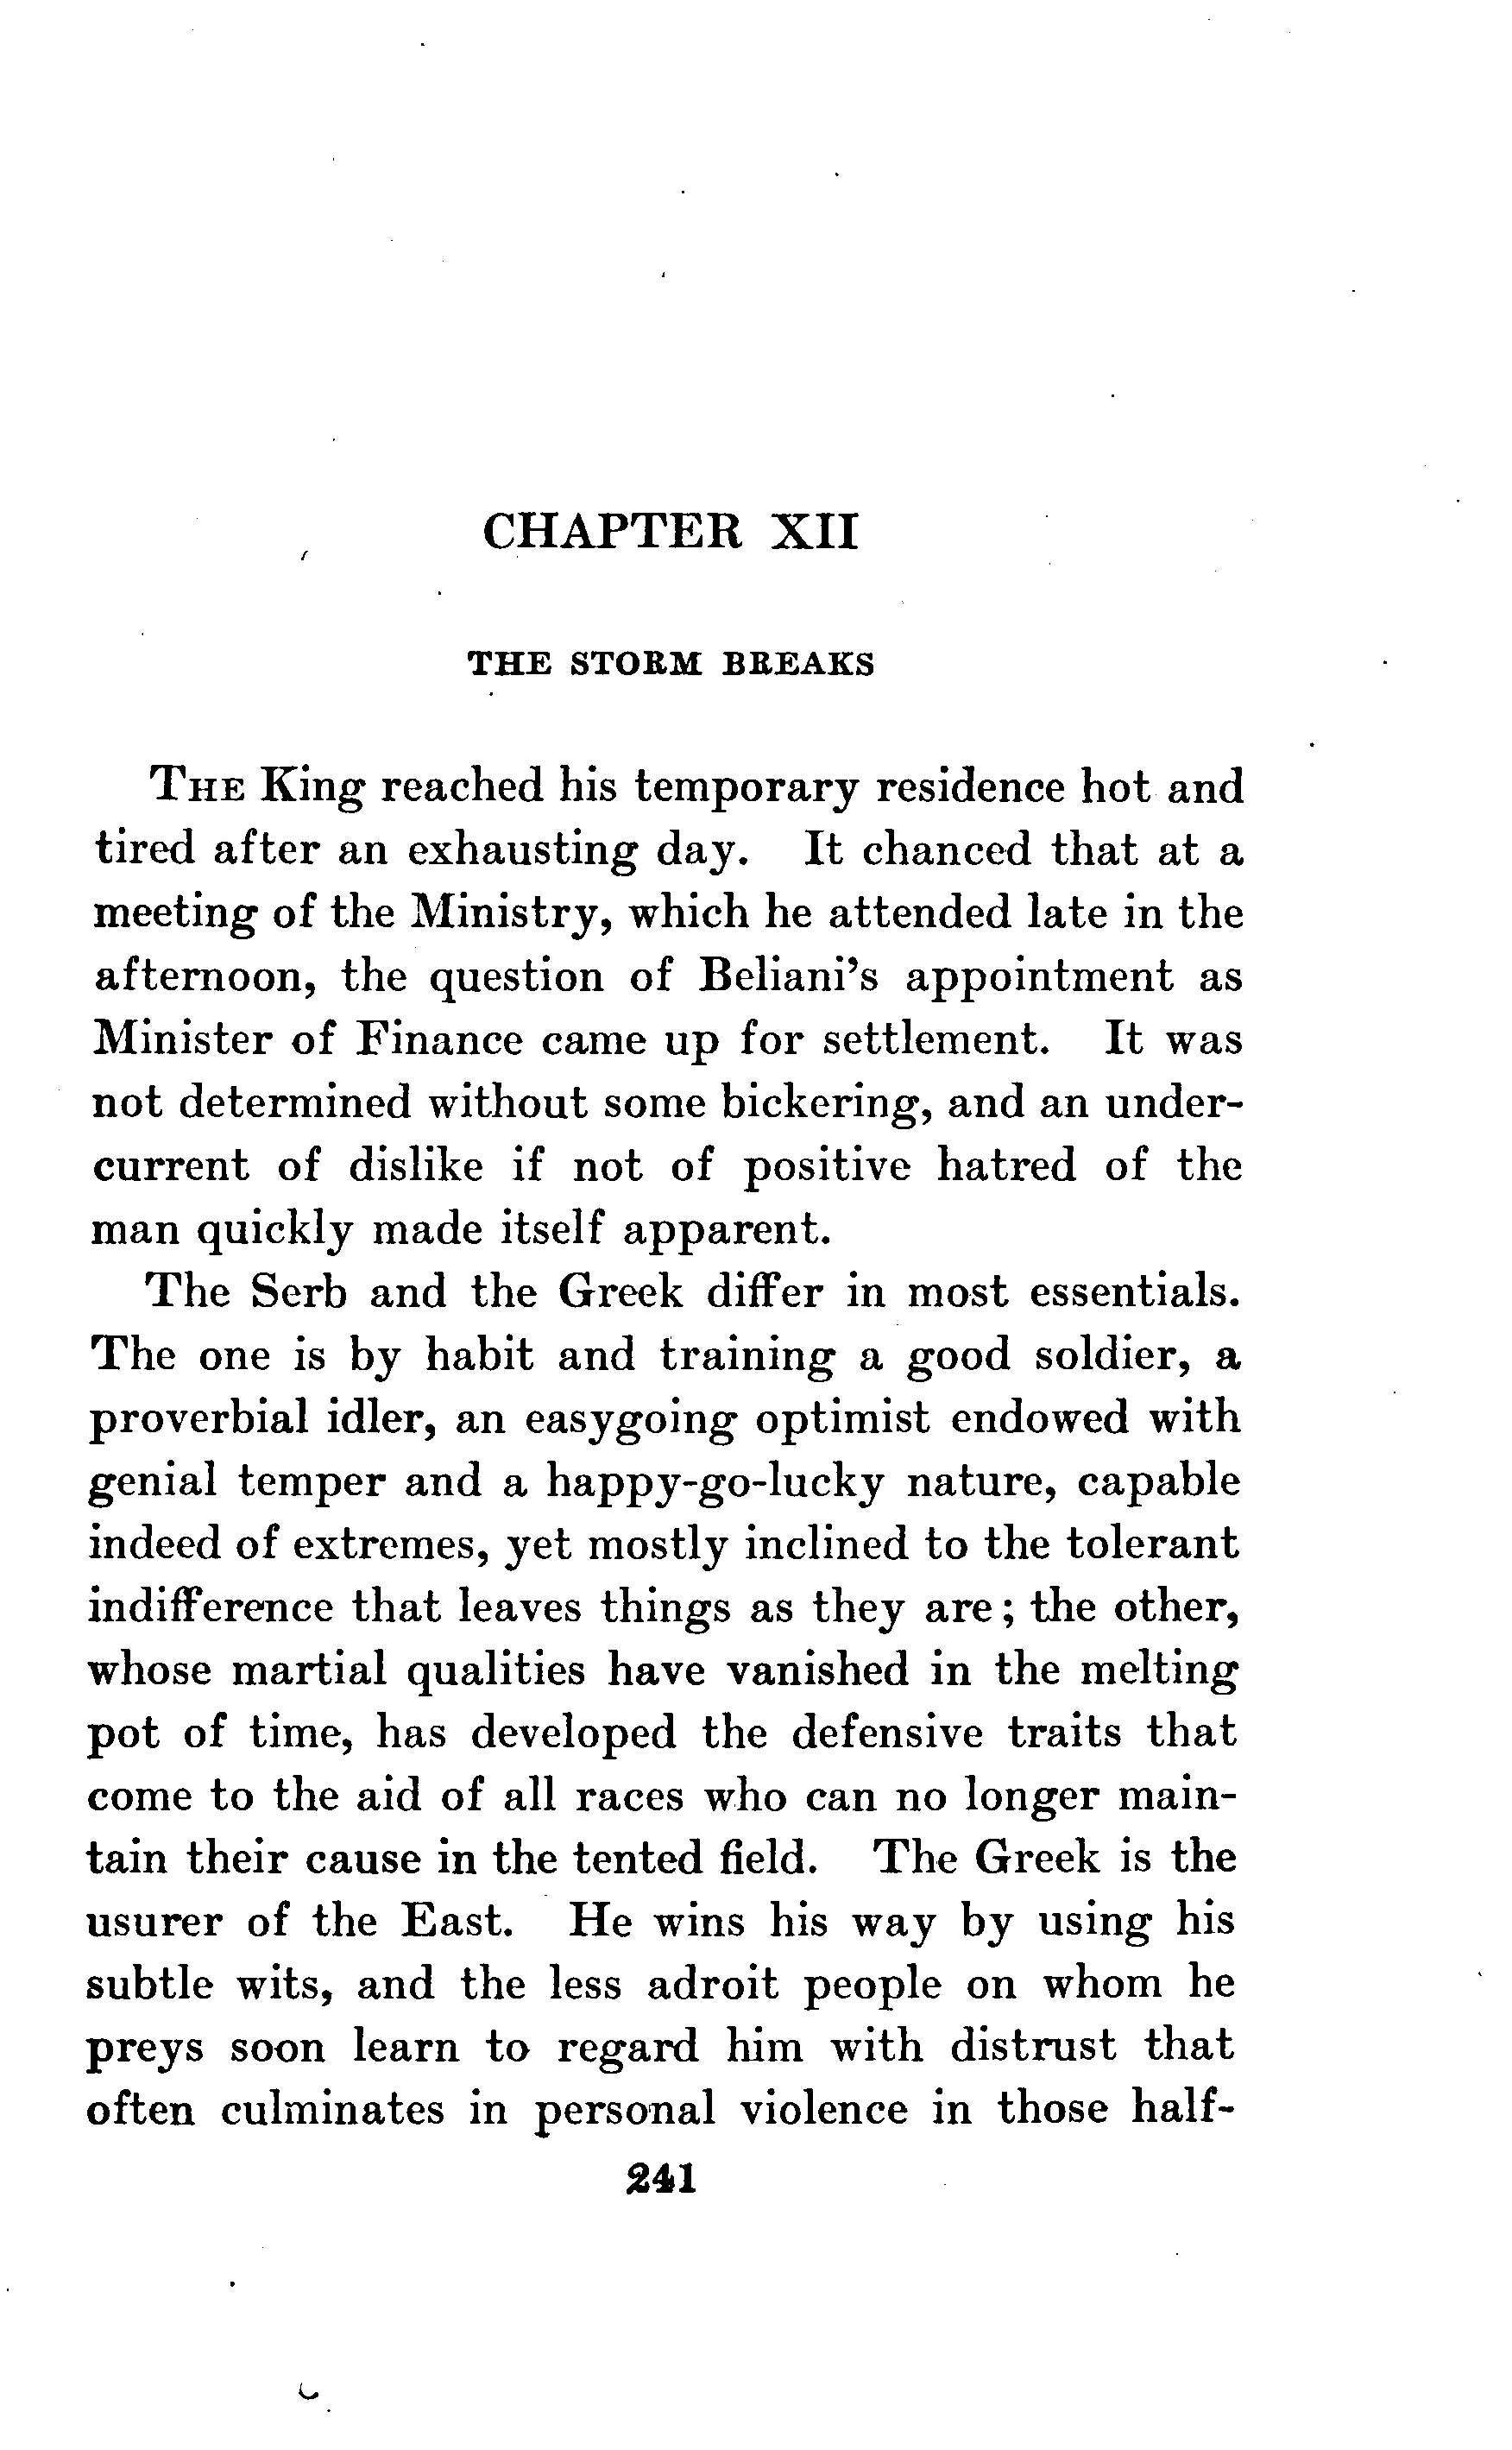 CHAPTER XII
THE STORM BREAKS
THE King reached his temporary residence hot and
tired after an exhausting day. It chanced that at a
meeting of the Ministry, which he attended late in the
afternoon, the question of Beliani's appointment as
Minister of Finance came up for settlement. It was
not determined without some bickering, and an under-
current of dislike if not of positive hatred of the
man quickly made itself apparent.
The Serb and the Greek differ in most essentials.
The one is by habit and training a good soldier, a
proverbial idler, an easygoing optimist endowed with
genial temper and a happy-go-lucky nature, capable
indeed of extremes, yet mostly inclined to the tolerant
indifference that leaves things as they are; the other,
whose martial qualities have vanished in the melting
pot of time, has developed the defensive traits that
come to the aid of all races who can no longer main-
tain their cause in the tented field. The Greek is the
usurer of the East. He wins his way by using his
subtle wits, and the less adroit people on whom he
preys soon learn to regard him with distrust that
often culminates in personal violence in those half-
241